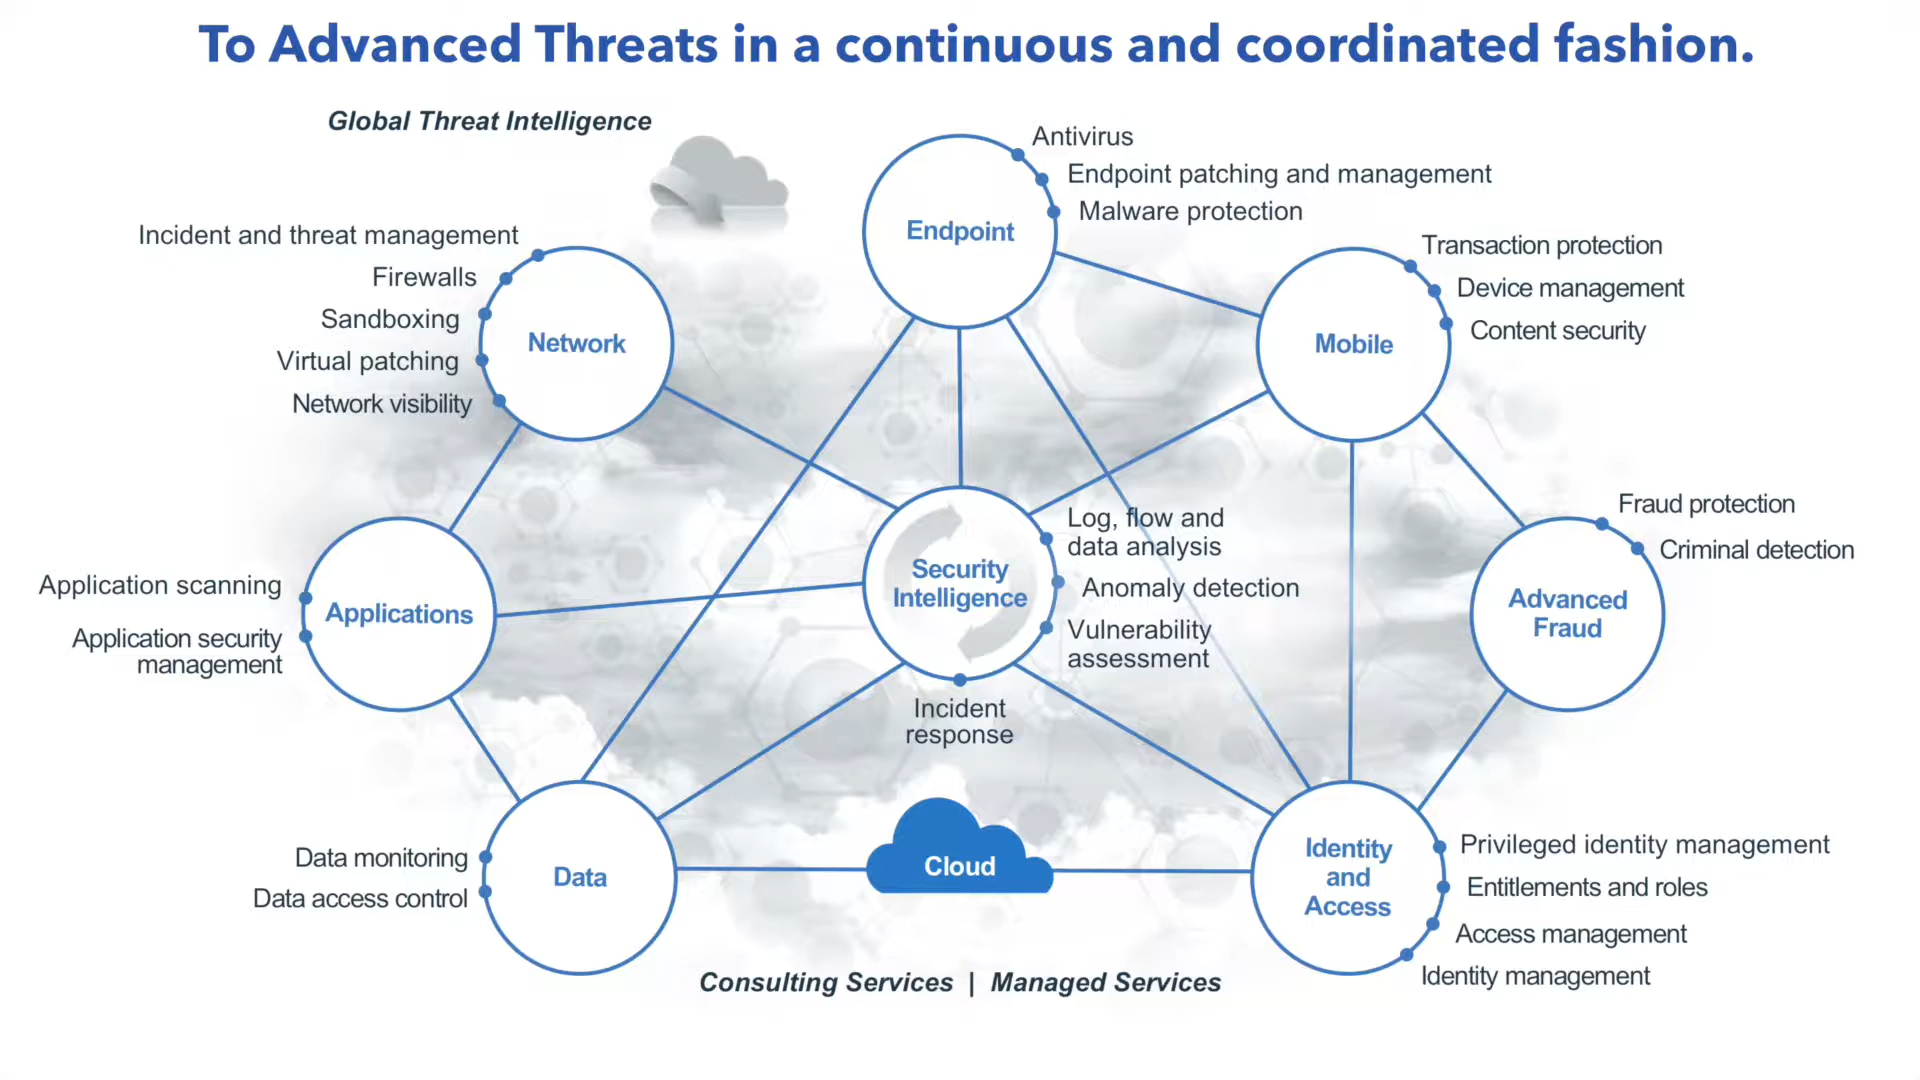 To Advanced Threats in a continuous and coordinated fashion.
Global Threat Intelligence
Antivirus
Endpoint patching and management
Malware protection
Endpoint
Incident and threat management
Firewalls
Sandboxing
Virtual patching
Network visibility
Network
Transaction protection
Device management
Content security
Mobile
Application scanning
Application security
management
Applications
Security
Intelligence
Log, flow and
data analysis
Anomaly detection
Vulnerability
assessment
Incident
response
Fraud protection
Criminal detection
Advanced
Fraud
Data monitoring
Data access control
Data
Cloud
Identity
and
Access
Privileged identity management
Entitlements and roles
Access management
Identity management
Consulting Services | Managed Services